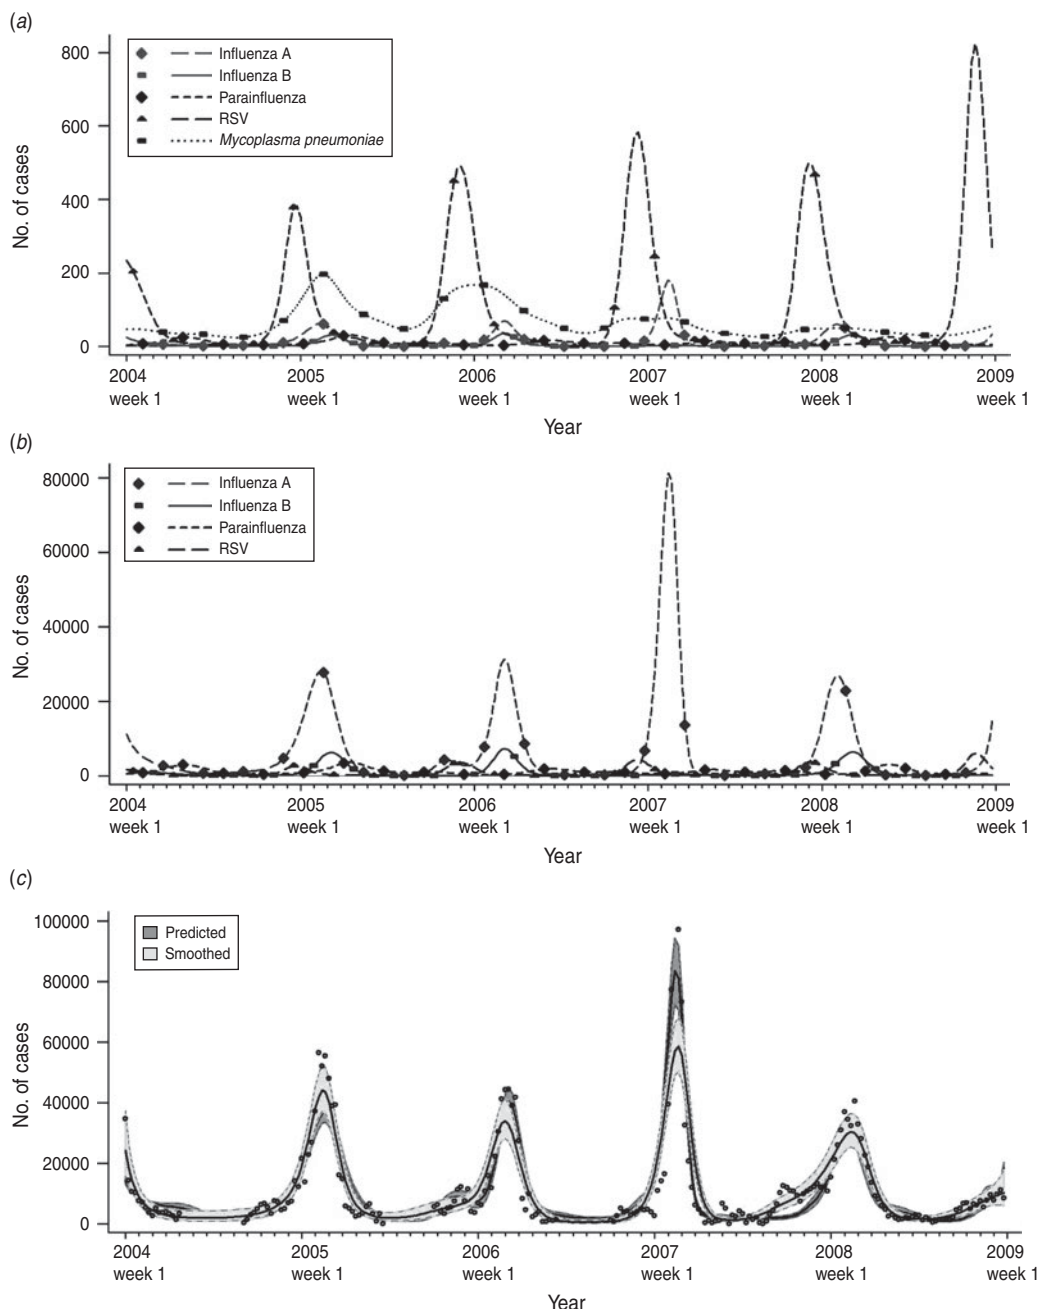 (a)
800
600
400
200
0
No. of cases
Influenza A
Influenza B
Parainfluenza
RSV
Mycoplasma pneumoniae
2004 2005 2006 2007 2008 2009
week 1 week 1 week 1 week 1 week 1 week 1
Year
(b)
80000
60000
40000
20000
0
No. of cases
Influenza A
Influenza B
Parainfluenza
RSV
2004 2005 2006 2007 2008 2009
week 1 week 1 week 1 week 1 week 1 week 1
Year
(c)
100000
80000
60000
40000
20000
0
No. of cases
Predicted
Smoothed
2004 2005 2006 2007 2008 2009
week 1 week 1 week 1 week 1 week 1 week 1
Year